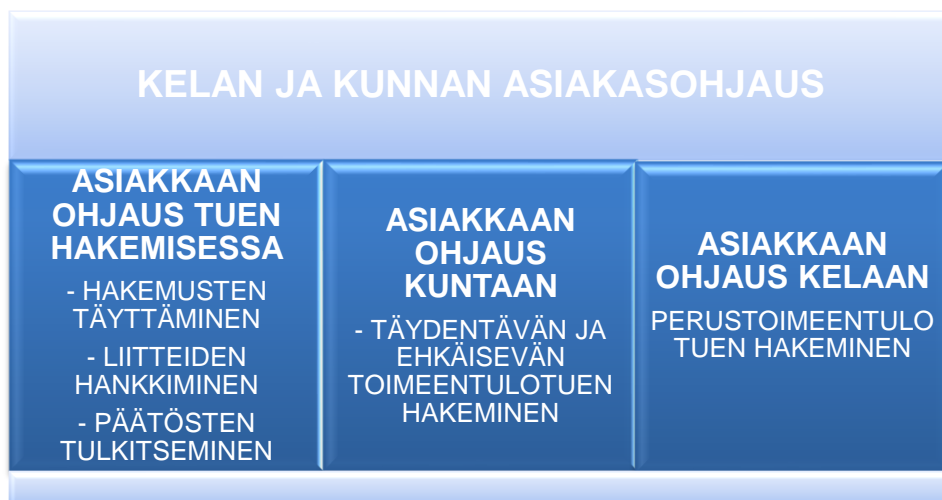 KELAN JA KUNNAN ASIAKASOHJAUS
ASIAKKAAN
OHJAUS TUEN
HAKEMISESSA
- HAKEMUSTEN
TÄYTTÄMINEN
- LIITTEIDEN
HANKKIMINEN
- PÄÄTÖSTEN
TULKITSEMINEN
ASIAKKAAN
OHJAUS
KUNTAAN
- TÄYDENTÄVÄN JA
EHKÄISEVÄN
TOIMEENTULOTUEN
HAKEMINEN
ASIAKKAAN
OHJAUS KELAAN
PERUSTOIMEENTULO
TUEN HAKEMINEN